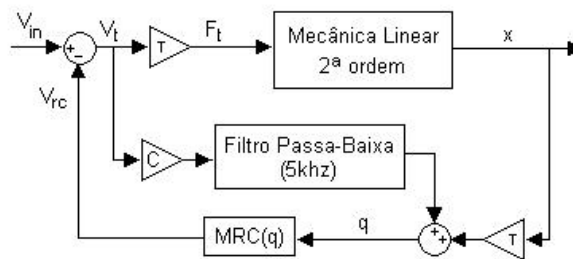 Vin
+
-
Vt
T
Ft
Mecânica Linear
2ª ordem
x
Vrc
C
Filtro Passa-Baixa
(5khz)
MRC(q)
q
+
+
T